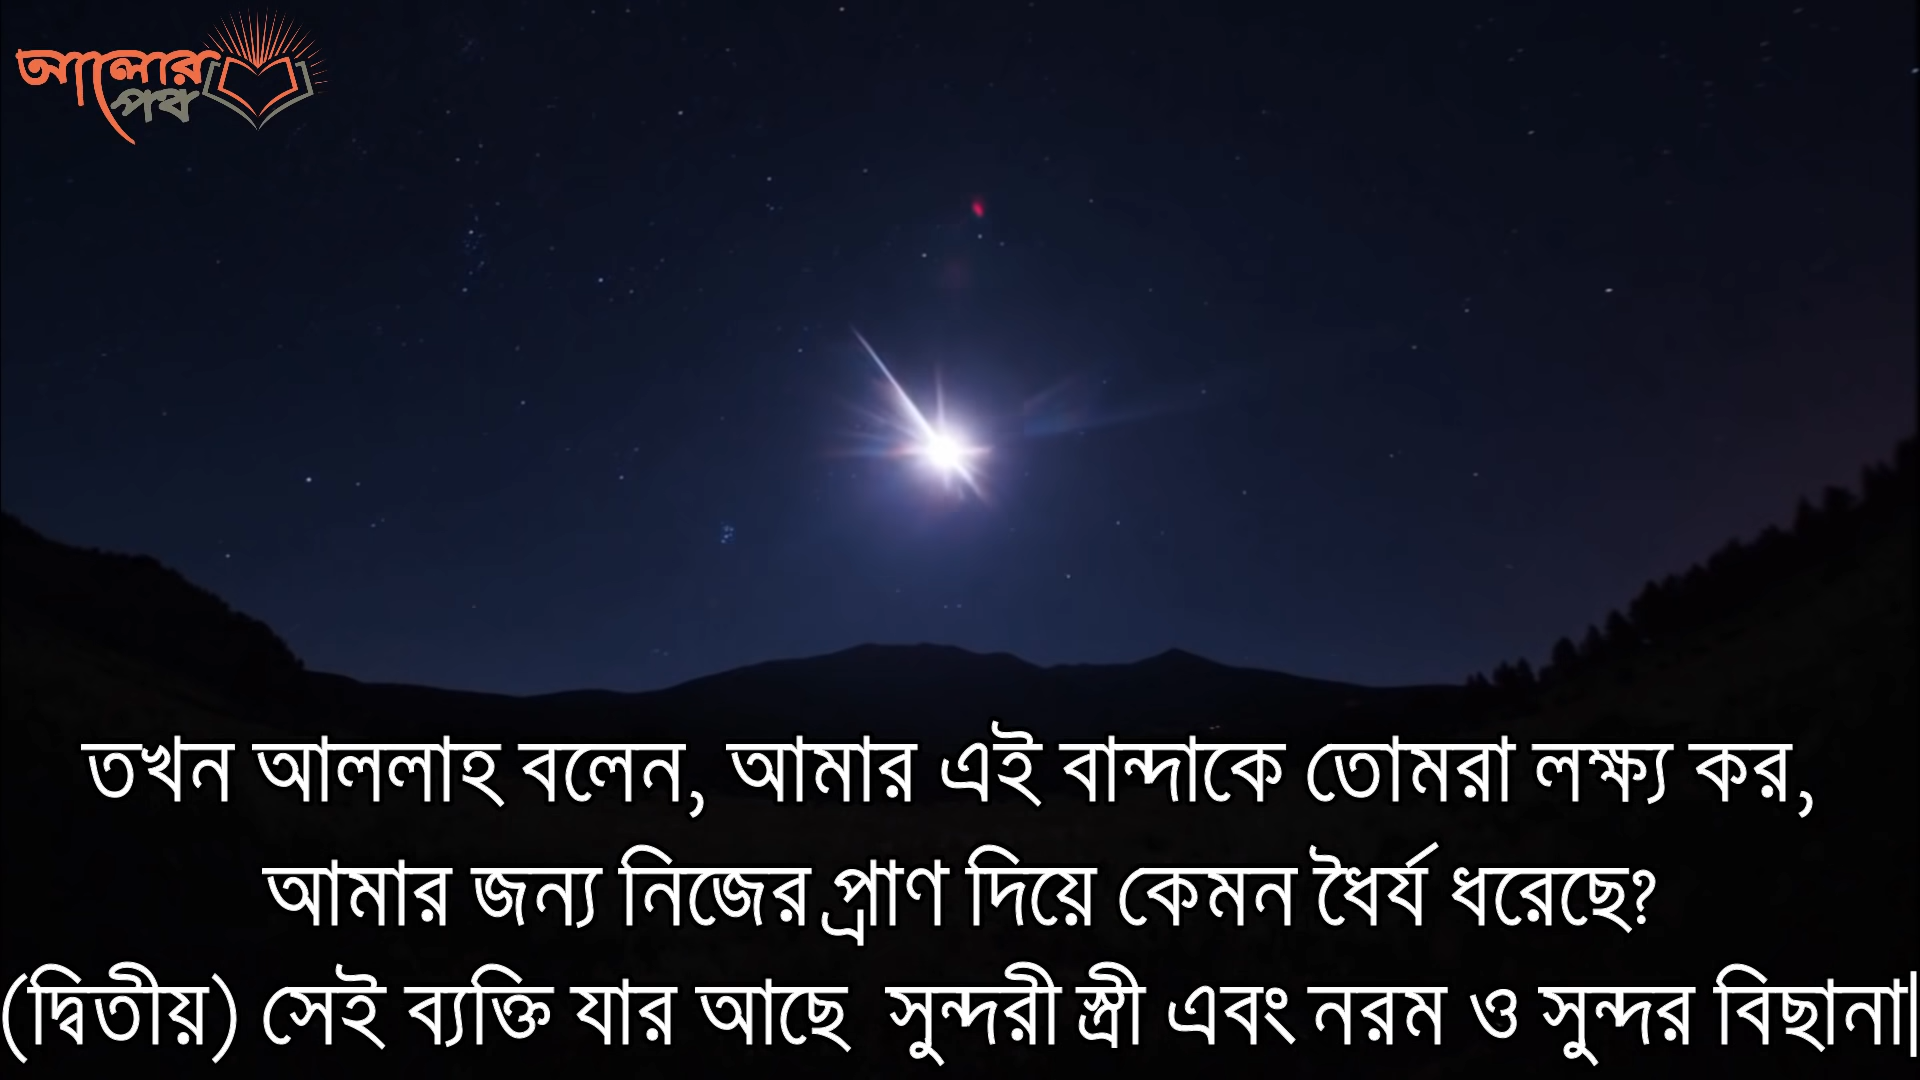 আলোর
পথ
তখন আললাহ বলেন, আমার এই বান্দাকে তোমরা লক্ষ্য কর,
আমার জন্য নিজের প্রাণ দিয়ে কেমন ধৈর্য ধরেছে?
(দ্বিতীয়) সেই ব্যক্তি যার আছে  সুন্দরী স্ত্রী এবং নরম ও সুন্দর বিছানা|